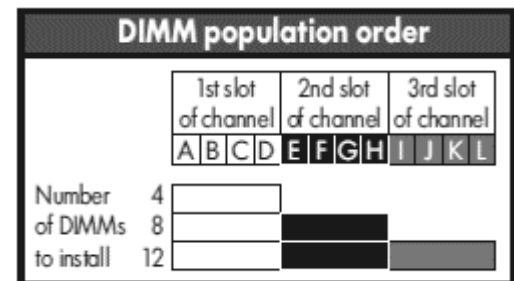 DIMM population order
1st slot 2nd slot 3rd slot
of channel of channel of channel
A B C D E F G H I J K L
Number 4
of DIMMs 8
to install 12